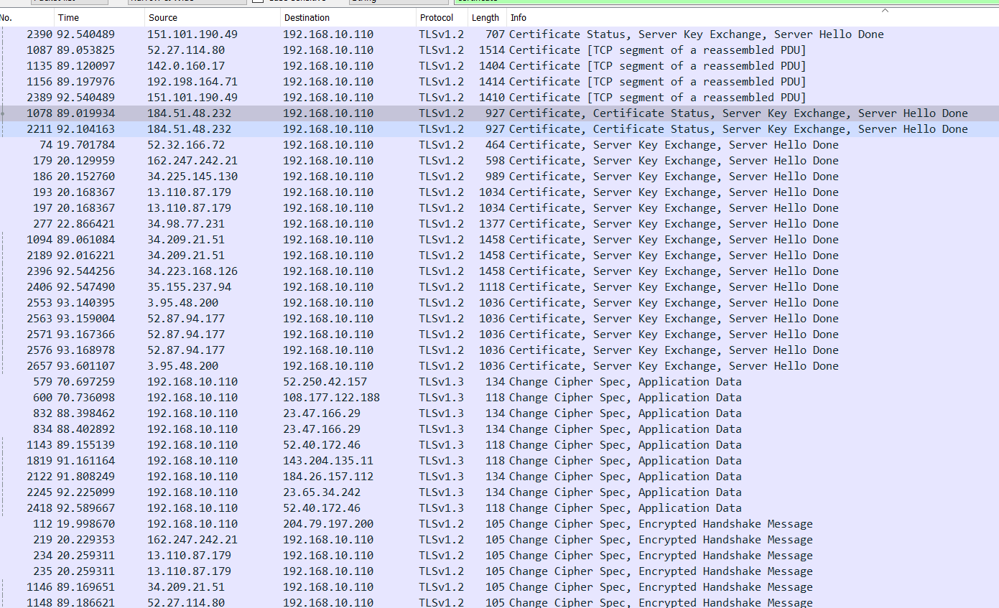 No. Time Source Destination Protocol Length Info
2390 92.540489 151.101.190.49 192.168.10.110 TLSv1.2 707 Certificate Status, Server Key Exchange, Server Hello Done
1087 89.053825 52.27.114.80 192.168.10.110 TLSv1.2 1514 Certificate [TCP segment of a reassembled PDU]
1135 89.120097 142.0.160.17 192.168.10.110 TLSv1.2 1404 Certificate [TCP segment of a reassembled PDU]
1156 89.197976 192.198.164.71 192.168.10.110 TLSv1.2 1414 Certificate [TCP segment of a reassembled PDU]
2389 92.540489 151.101.190.49 192.168.10.110 TLSv1.2 1410 Certificate [TCP segment of a reassembled PDU]
1078 89.019934 184.51.48.232 192.168.10.110 TLSv1.2 927 Certificate, Certificate Status, Server Key Exchange, Server Hello Done
2211 92.104163 184.51.48.232 192.168.10.110 TLSv1.2 927 Certificate, Certificate Status, Server Key Exchange, Server Hello Done
74 19.701784 52.32.166.72 192.168.10.110 TLSv1.2 464 Certificate, Server Key Exchange, Server Hello Done
179 20.129959 162.247.242.21 192.168.10.110 TLSv1.2 598 Certificate, Server Key Exchange, Server Hello Done
186 20.152760 34.225.145.130 192.168.10.110 TLSv1.2 989 Certificate, Server Key Exchange, Server Hello Done
193 20.168367 13.110.87.179 192.168.10.110 TLSv1.2 1034 Certificate, Server Key Exchange, Server Hello Done
197 20.168367 13.110.87.179 192.168.10.110 TLSv1.2 1034 Certificate, Server Key Exchange, Server Hello Done
277 22.866421 34.98.77.231 192.168.10.110 TLSv1.2 1377 Certificate, Server Key Exchange, Server Hello Done
1094 89.061084 34.209.21.51 192.168.10.110 TLSv1.2 1458 Certificate, Server Key Exchange, Server Hello Done
2189 92.016221 34.209.21.51 192.168.10.110 TLSv1.2 1458 Certificate, Server Key Exchange, Server Hello Done
2396 92.544256 34.223.168.126 192.168.10.110 TLSv1.2 1458 Certificate, Server Key Exchange, Server Hello Done
2406 92.547490 35.155.237.94 192.168.10.110 TLSv1.2 1118 Certificate, Server Key Exchange, Server Hello Done
2553 93.140395 3.95.48.200 192.168.10.110 TLSv1.2 1036 Certificate, Server Key Exchange, Server Hello Done
2563 93.159004 52.87.94.177 192.168.10.110 TLSv1.2 1036 Certificate, Server Key Exchange, Server Hello Done
2571 93.167366 52.87.94.177 192.168.10.110 TLSv1.2 1036 Certificate, Server Key Exchange, Server Hello Done
2576 93.168978 52.87.94.177 192.168.10.110 TLSv1.2 1036 Certificate, Server Key Exchange, Server Hello Done
2657 93.601107 3.95.48.200 192.168.10.110 TLSv1.2 1036 Certificate, Server Key Exchange, Server Hello Done
579 70.697259 192.168.10.110 52.250.42.157 TLSv1.3 134 Change Cipher Spec, Application Data
600 70.736098 192.168.10.110 108.177.122.188 TLSv1.3 118 Change Cipher Spec, Application Data
832 88.398462 192.168.10.110 23.47.166.29 TLSv1.3 134 Change Cipher Spec, Application Data
834 88.402892 192.168.10.110 23.47.166.29 TLSv1.3 134 Change Cipher Spec, Application Data
1143 89.155139 192.168.10.110 52.40.172.46 TLSv1.3 118 Change Cipher Spec, Application Data
1819 91.161164 192.168.10.110 143.204.135.11 TLSv1.3 118 Change Cipher Spec, Application Data
2122 91.808249 192.168.10.110 184.26.157.112 TLSv1.3 134 Change Cipher Spec, Application Data
2245 92.225099 192.168.10.110 23.65.34.242 TLSv1.3 134 Change Cipher Spec, Application Data
2418 92.589667 192.168.10.110 52.40.172.46 TLSv1.3 118 Change Cipher Spec, Application Data
112 19.998670 192.168.10.110 204.79.197.200 TLSv1.2 105 Change Cipher Spec, Encrypted Handshake Message
219 20.229353 162.247.242.21 192.168.10.110 TLSv1.2 105 Change Cipher Spec, Encrypted Handshake Message
234 20.259311 13.110.87.179 192.168.10.110 TLSv1.2 105 Change Cipher Spec, Encrypted Handshake Message
235 20.259311 13.110.87.179 192.168.10.110 TLSv1.2 105 Change Cipher Spec, Encrypted Handshake Message
1146 89.169651 34.209.21.51 192.168.10.110 TLSv1.2 105 Change Cipher Spec, Encrypted Handshake Message
1148 89.186621 52.27.114.80 192.168.10.110 TLSv1.2 105 Change Cipher Spec, Encrypted Handshake Message